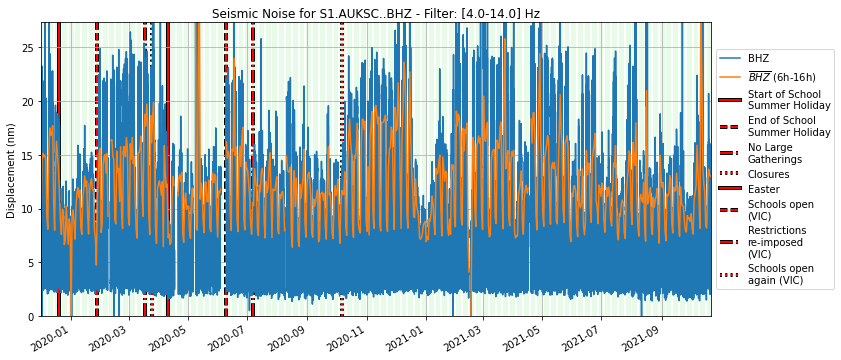 Seismic Noise for S1.AUKSC..BHZ - Filter: [4.0-14.0] Hz
Displacement (nm)
25
20
15
10
5
0
2020-01
2020-03
2020-05
2020-07
2020-09
2020-11
2021-01
2021-03
2021-05
2021-07
2021-09
BHZ
BHZ (6h-16h)
Start of School
Summer Holiday
End of School
Summer Holiday
No Large
Gatherings
Closures
Easter
Schools open
(VIC)
Restrictions
re-imposed
(VIC)
Schools open
again (VIC)